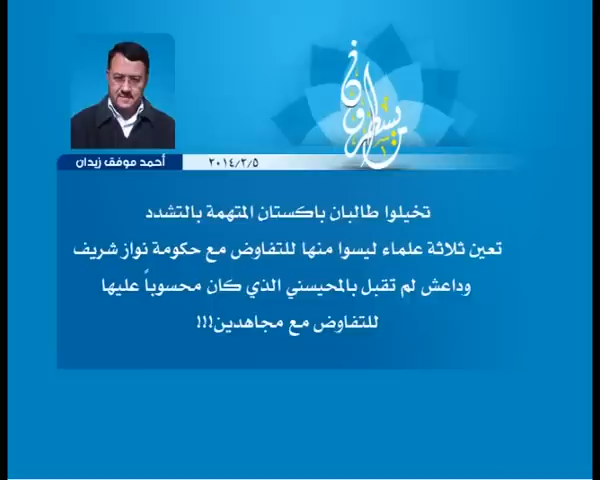 يسطرون
أحمد موفق زيدان
٢٠١٤/٢/٥
تخيلوا طالبان باكستان المتهمة بالتشدد
تعين ثلاثة علماء ليسوا منها للتفاوض مع حكومة نواز شريف
وداعش لم تقبل بالمحيسني الذي كان محسوباً عليها
للتفاوض مع مجاهدين!!!